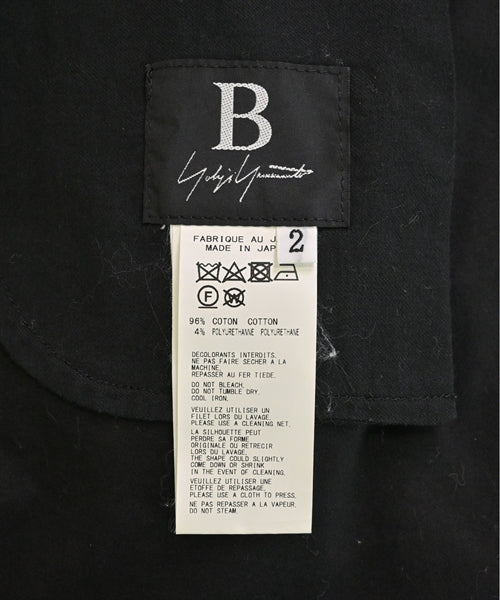 B
Yohji Yamamoto
2
FABRIQUE AU J
MADE IN JAP
F
W
96% COTON COTTON
4% POLYURETHANNE POLYURETHANE
DECOLORANTS INTERDITS.
NE PAS FAIRE SECHER A LA
MACHINE.
REPASSER AU FER TIEDE.
DO NOT BLEACH.
DO NOT TUMBLE DRY.
COOL IRON.
VEUILLEZ UTILISER UN
FILET LORS DU LAVAGE.
PLEASE USE A CLEANING NET.
LA SILHOUETTE PEUT
PERDRE SA FORME
ORIGINALE OU RETRECIR
LORS DU LAVAGE.
THE SHAPE COULD SLIGHTLY
COME DOWN OR SHRINK
IN THE EVENT OF CLEANING.
VEUILLEZ UTILISER UNE
ETOFFE DE REPASSAGE.
PLEASE USE A CLOTH TO PRESS.
NE PAS REPASSER A LA VAPEUR.
DO NOT STEAM.